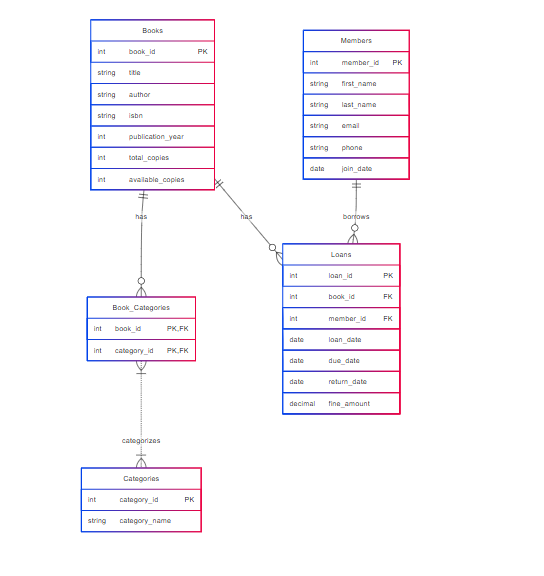 Books
int book_id PK
string title
string author
string isbn
int publication_year
int total_copies
int available_copies
Members
int member_id PK
string first_name
string last_name
string email
string phone
date join_date
has
has
borrows
Loans
int loan_id PK
int book_id FK
int member_id FK
date loan_date
date due_date
date return_date
decimal fine_amount
Book_Categories
int book_id PK,FK
int category_id PK,FK
categorizes
Categories
int category_id PK
string category_name